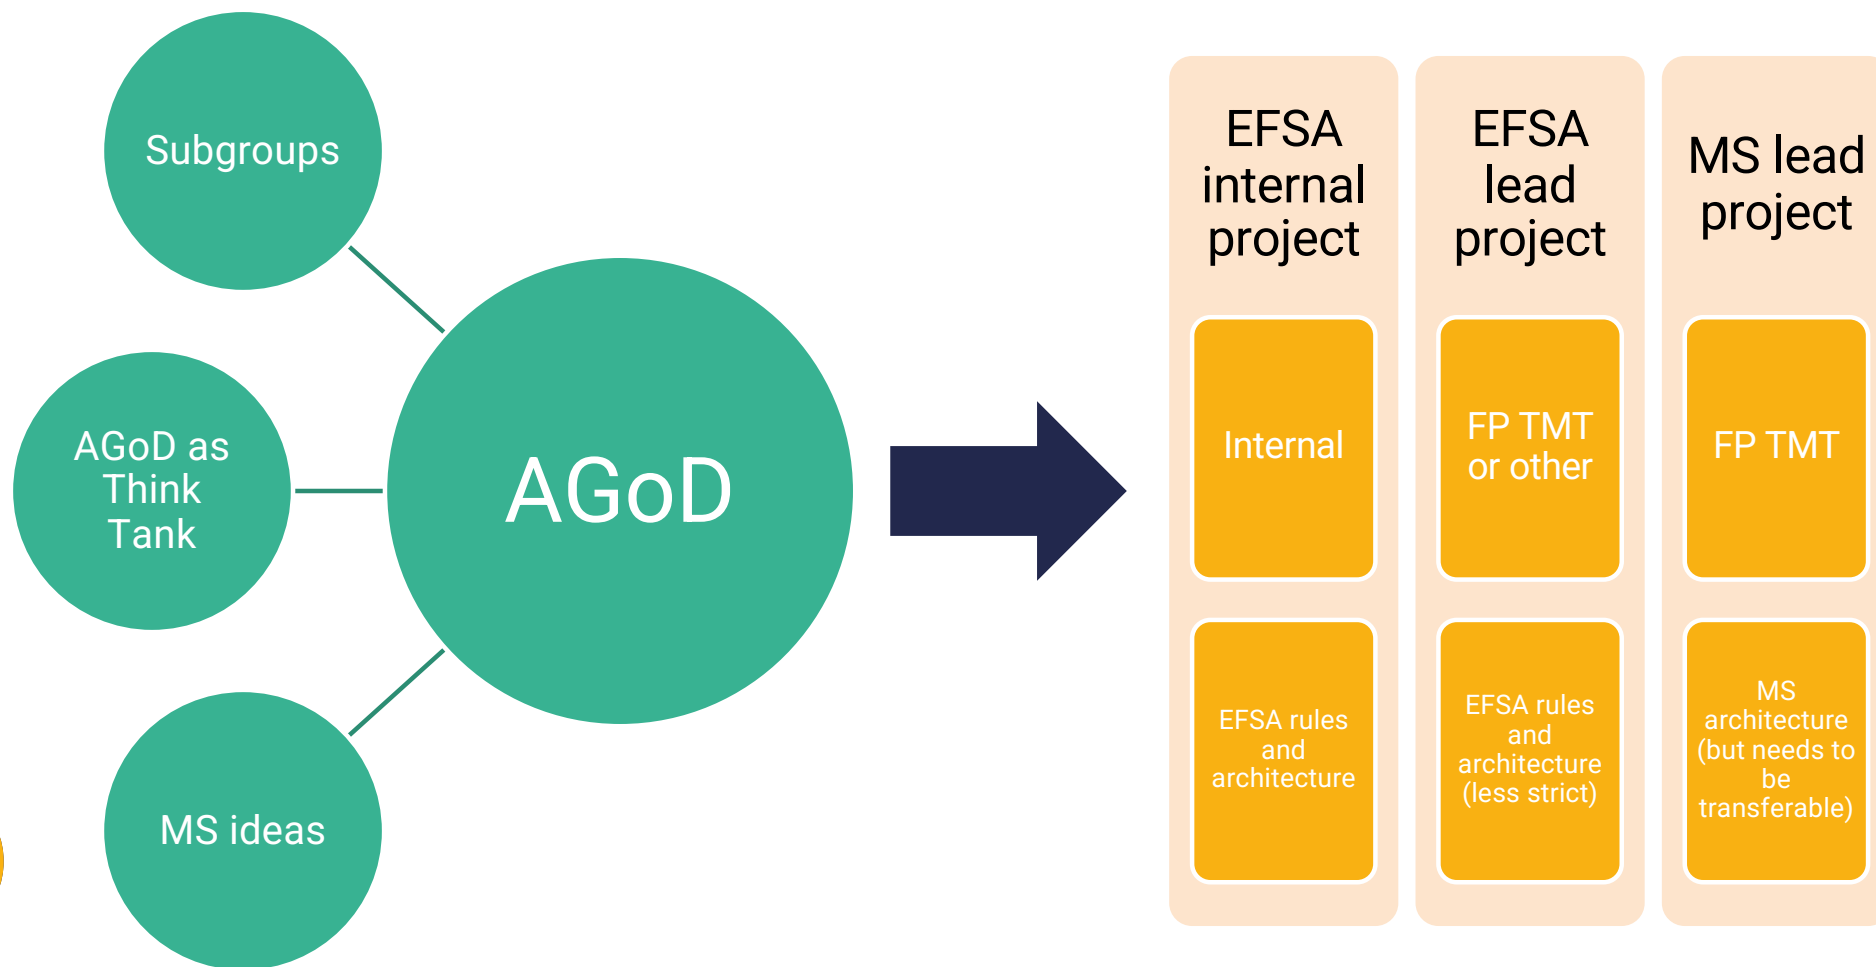 Subgroups
AGoD as
Think
Tank
MS ideas
AGoD
EFSA
internal
project
Internal
EFSA rules
and
architecture
EFSA
lead
project
FP TMT
or other
EFSA rules
and
architecture
(less strict)
MS lead
project
FP TMT
MS
architecture
(but needs to
be
transferable)